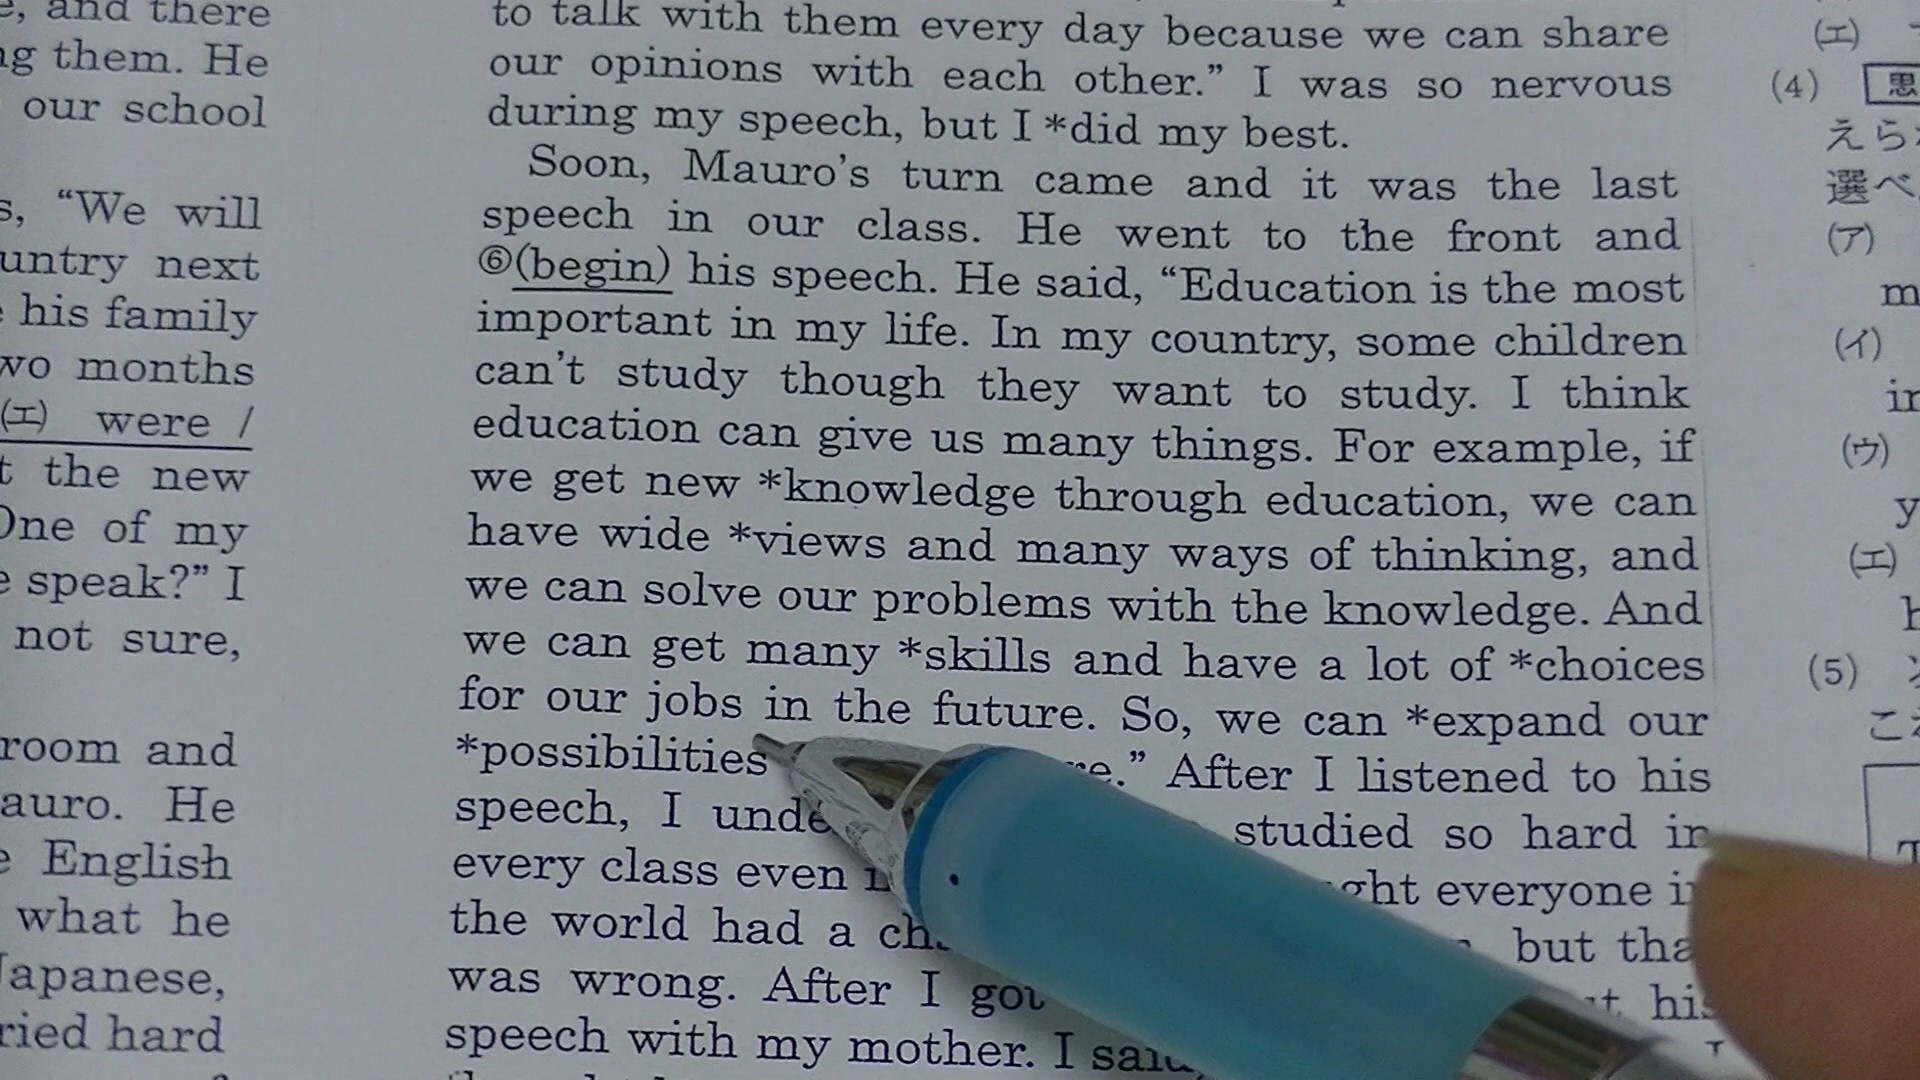 and there
them. He
our school
"We will
next
his family
months
(エ) were /
the new
of my
speak?" I
not sure,
room and
He
English
what he
hard
to talk with them every day because we can share
our opinions with each other." I was so nervous
during my speech, but I *did my best.
Soon, Mauro's turn came and it was the last
speech in our class. He went to the front and
⑥(begin) his speech. He said, "Education is the most
important in my life. In my country, some children
can't study though they want to study. I think
education can give us many things. For example, if
we get new *knowledge through education, we can
have wide *views and many ways of thinking, and
we can solve our problems with the knowledge. And
we can get many *skills and have a lot of *choices
for our jobs in the future. So, we can *expand our
*possibilities After I listened to his
speech, I studied so hard in
every class even everyone
the world had a but
was wrong. After I got his
speech with my mother. I
(エ)
(4)
えら
選べ
(ア)
(イ)
(ウ)
(エ)
(5)